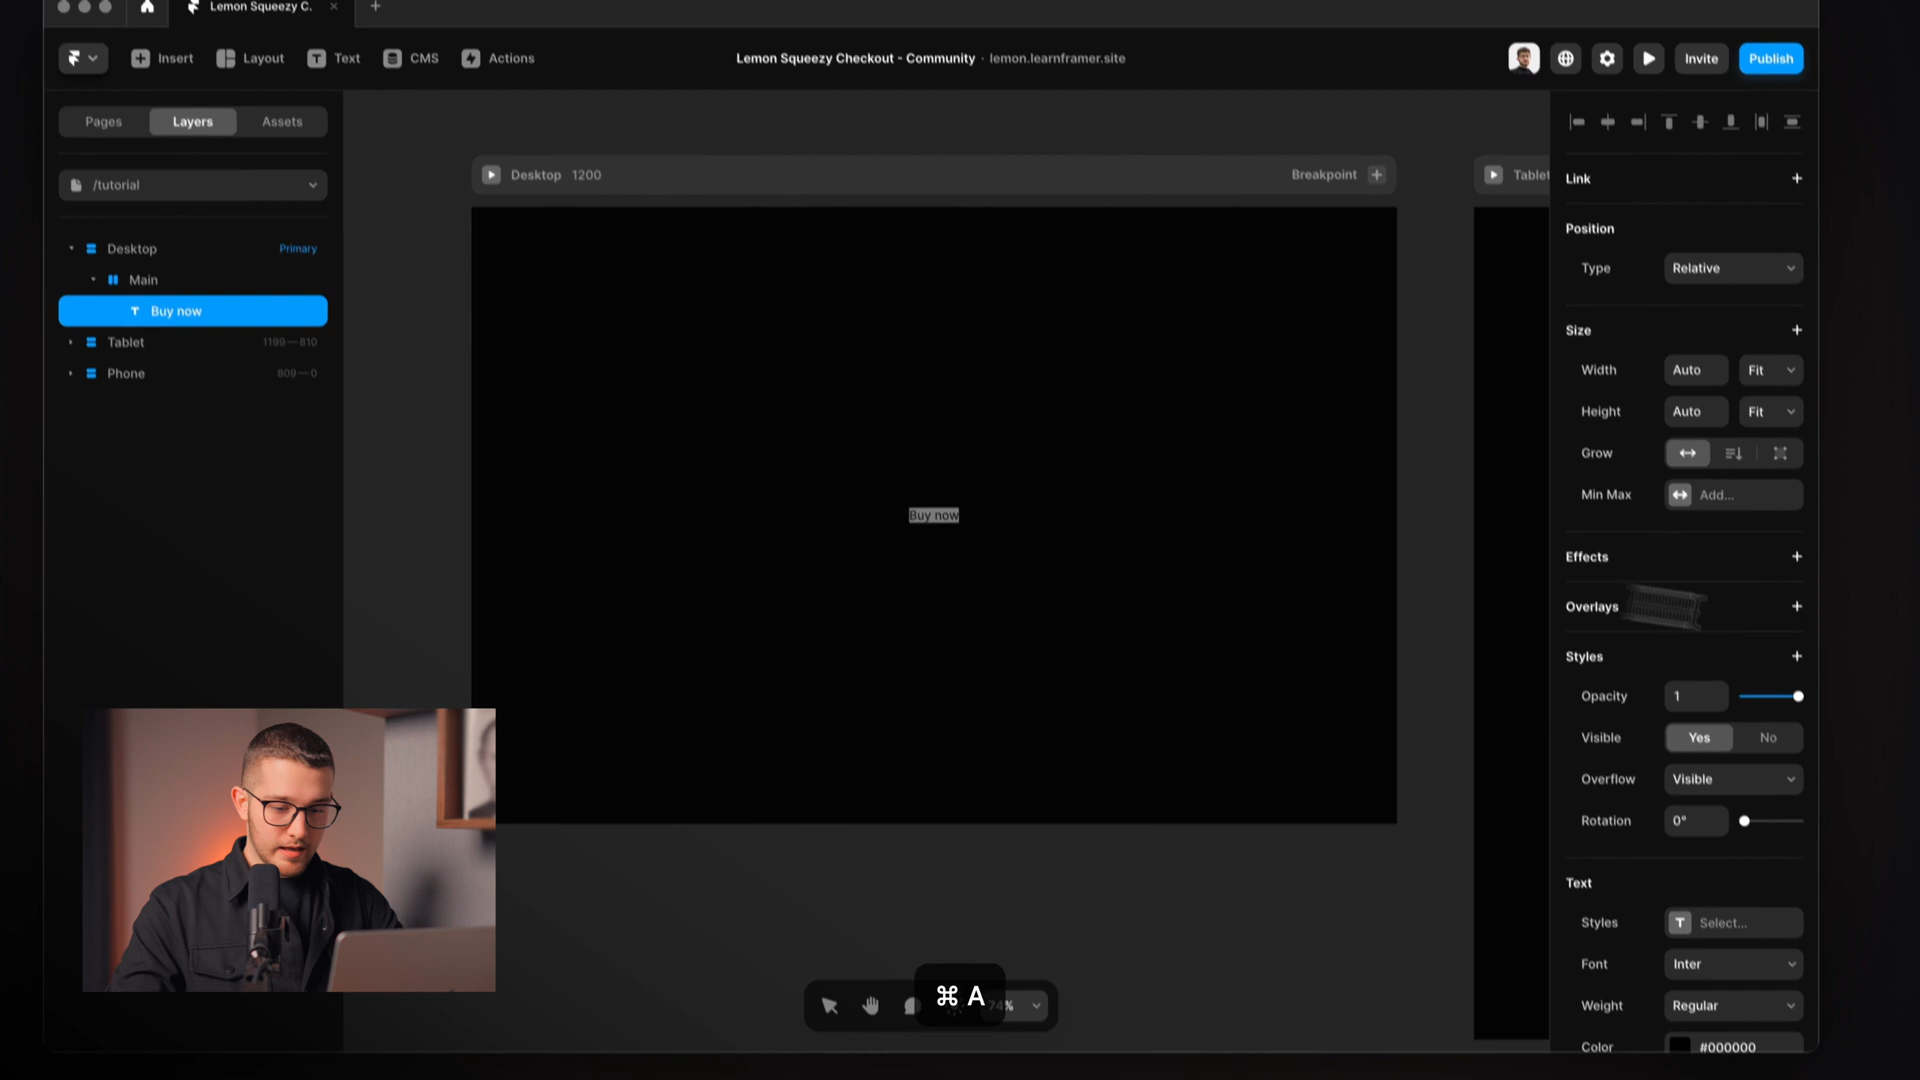 Lemon Squeezy C.
Insert
Layout
Text
CMS
Actions
Lemon Squeezy Checkout - Community · lemon.learnframer.site
Invite
Publish
Pages
Layers
Assets
/tutorial
Desktop
Primary
Main
Buy now
Tablet
1199—810
Phone
809—0
Desktop 1200
Breakpoint
Tablet
Buy now
⌘ A
Link
Position
Type
Relative
Size
Width
Auto
Fit
Height
Auto
Fit
Grow
Min Max
Add...
Effects
Overlays
Styles
Opacity
1
Visible
Yes
No
Overflow
Visible
Rotation
0°
Text
Styles
Select...
Font
Inter
Weight
Regular
Color
#000000